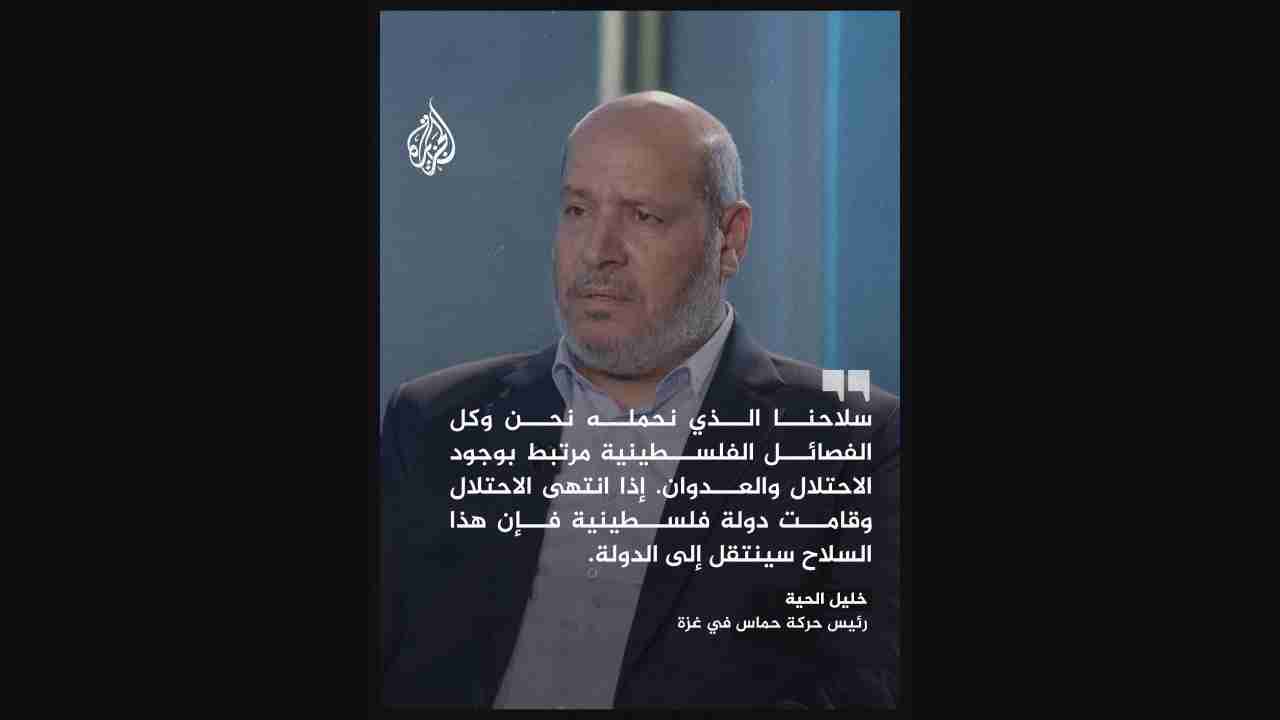 الجزيرة
سلاحنا الذي نحمله نحن وكل
الفصائل الفلسطينية مرتبط بوجود
الاحتلال والعدوان. إذا انتهى الاحتلال
وقامت دولة فلسطينية فإن هذا
السلاح سينتقل إلى الدولة.
خليل الحية
رئيس حركة حماس في غزة